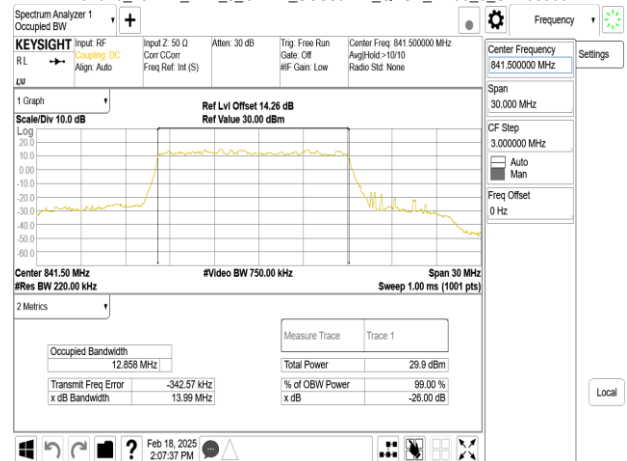 Spectrum Analyzer 1
Occupied BW
Frequency
KEYSIGHT
RL
Input: RF
Coupling: DC
Align: Auto
Input Z: 50 Ω
Corr CCorr
Freq Ref: Int (S)
Atten: 30 dB
Trig: Free Run
Gate: Off
#IF Gain: Low
Center Freq: 841.500000 MHz
Avg|Hold:>10/10
Radio Std: None
LXI
Center Frequency
841.500000 MHz
Settings
Span
30.000 MHz
CF Step
3.000000 MHz
Auto
Man
Freq Offset
0 Hz
1 Graph
Scale/Div 10.0 dB
Ref Lvl Offset 14.26 dB
Ref Value 30.00 dBm
Log
20.0
10.0
0.00
-10.0
-20.0
-30.0
-40.0
-50.0
-60.0
Center 841.50 MHz
#Video BW 750.00 kHz
Span 30 MHz
#Res BW 220.00 kHz
Sweep 1.00 ms (1001 pts)
2 Metrics
Measure Trace
Trace 1
Occupied Bandwidth
12.858 MHz
Total Power
29.9 dBm
Transmit Freq Error
-342.57 kHz
% of OBW Power
99.00 %
x dB Bandwidth
13.99 MHz
x dB
-26.00 dB
Local
?
Feb 18, 2025
2:07:37 PM